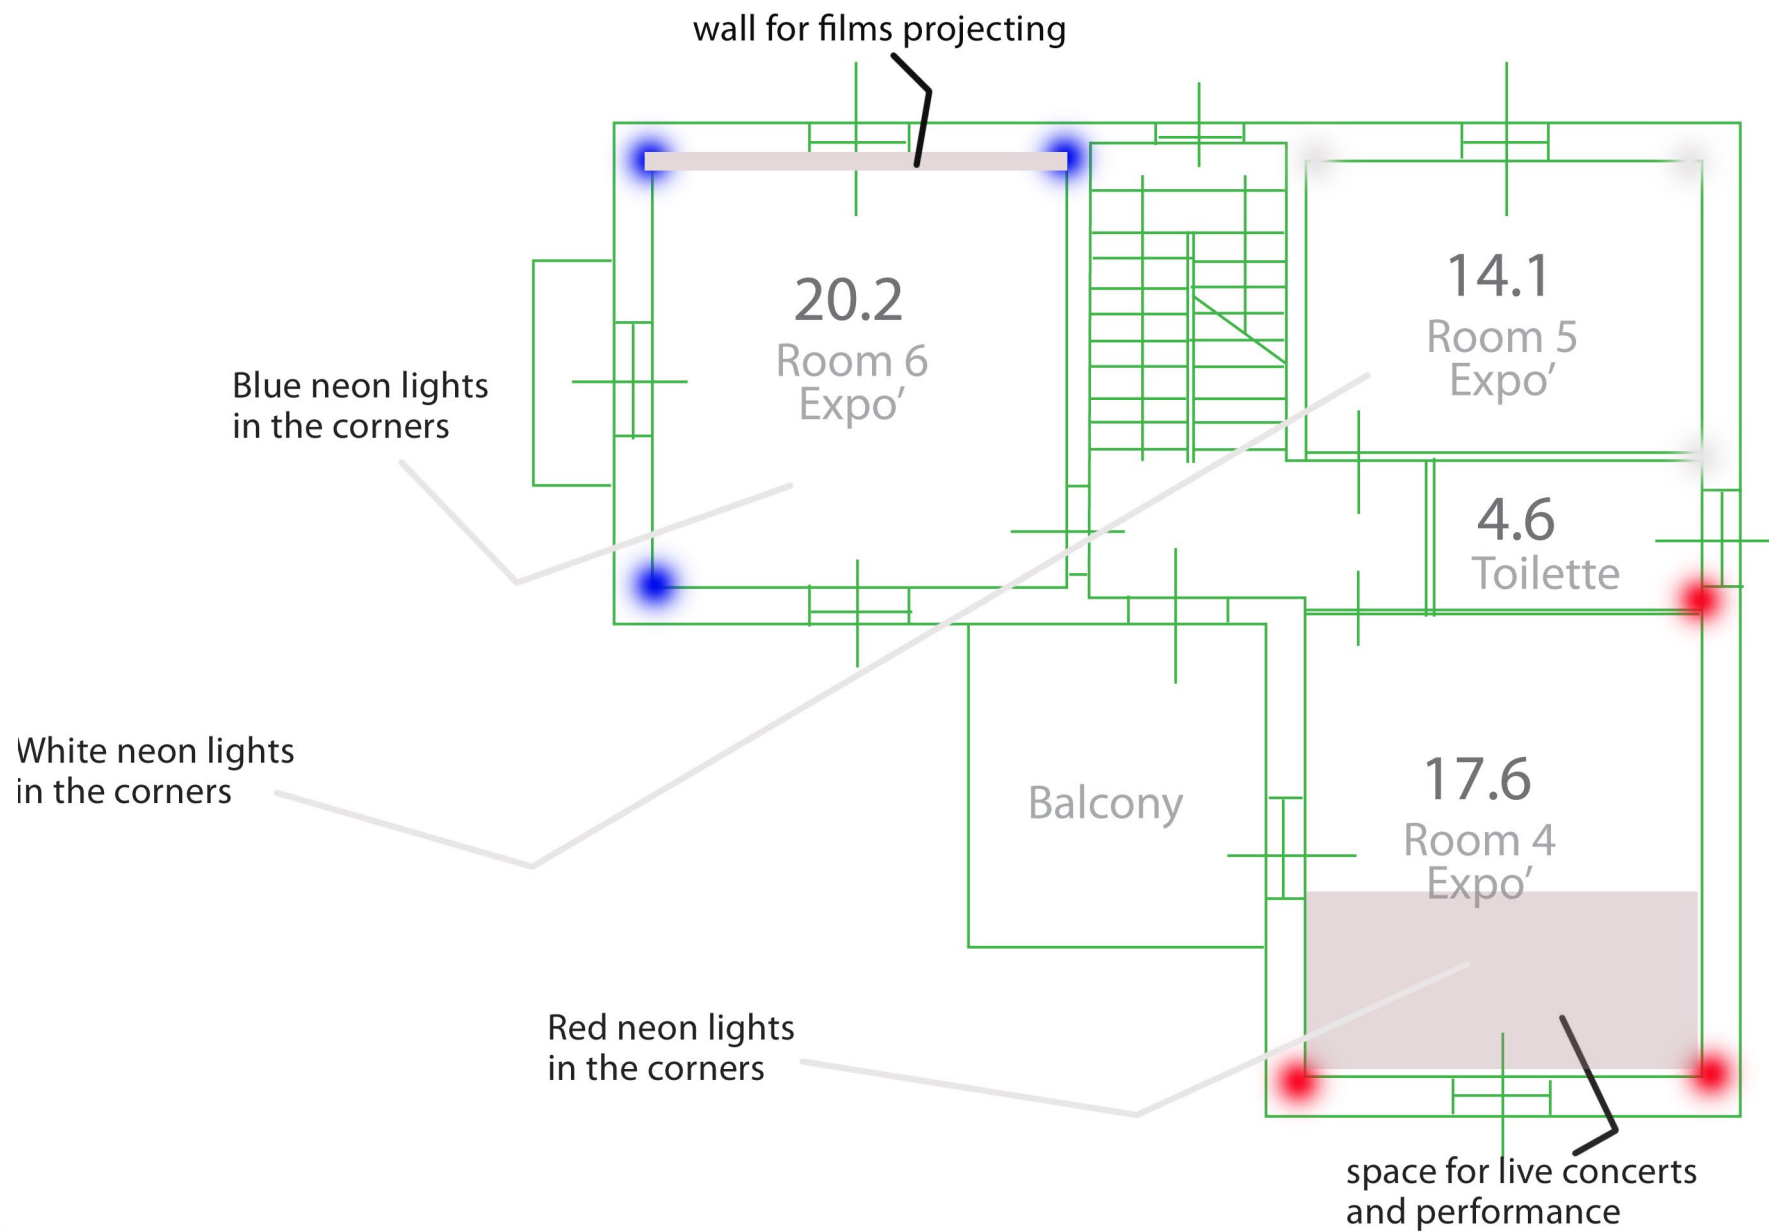 wall for films projecting
20.2
Room 6
Expo’
14.1
Room 5
Expo’
Blue neon lights
in the corners
4.6
Toilette
White neon lights
in the corners
Balcony
17.6
Room 4
Expo’
Red neon lights
in the corners
space for live concerts
and performance